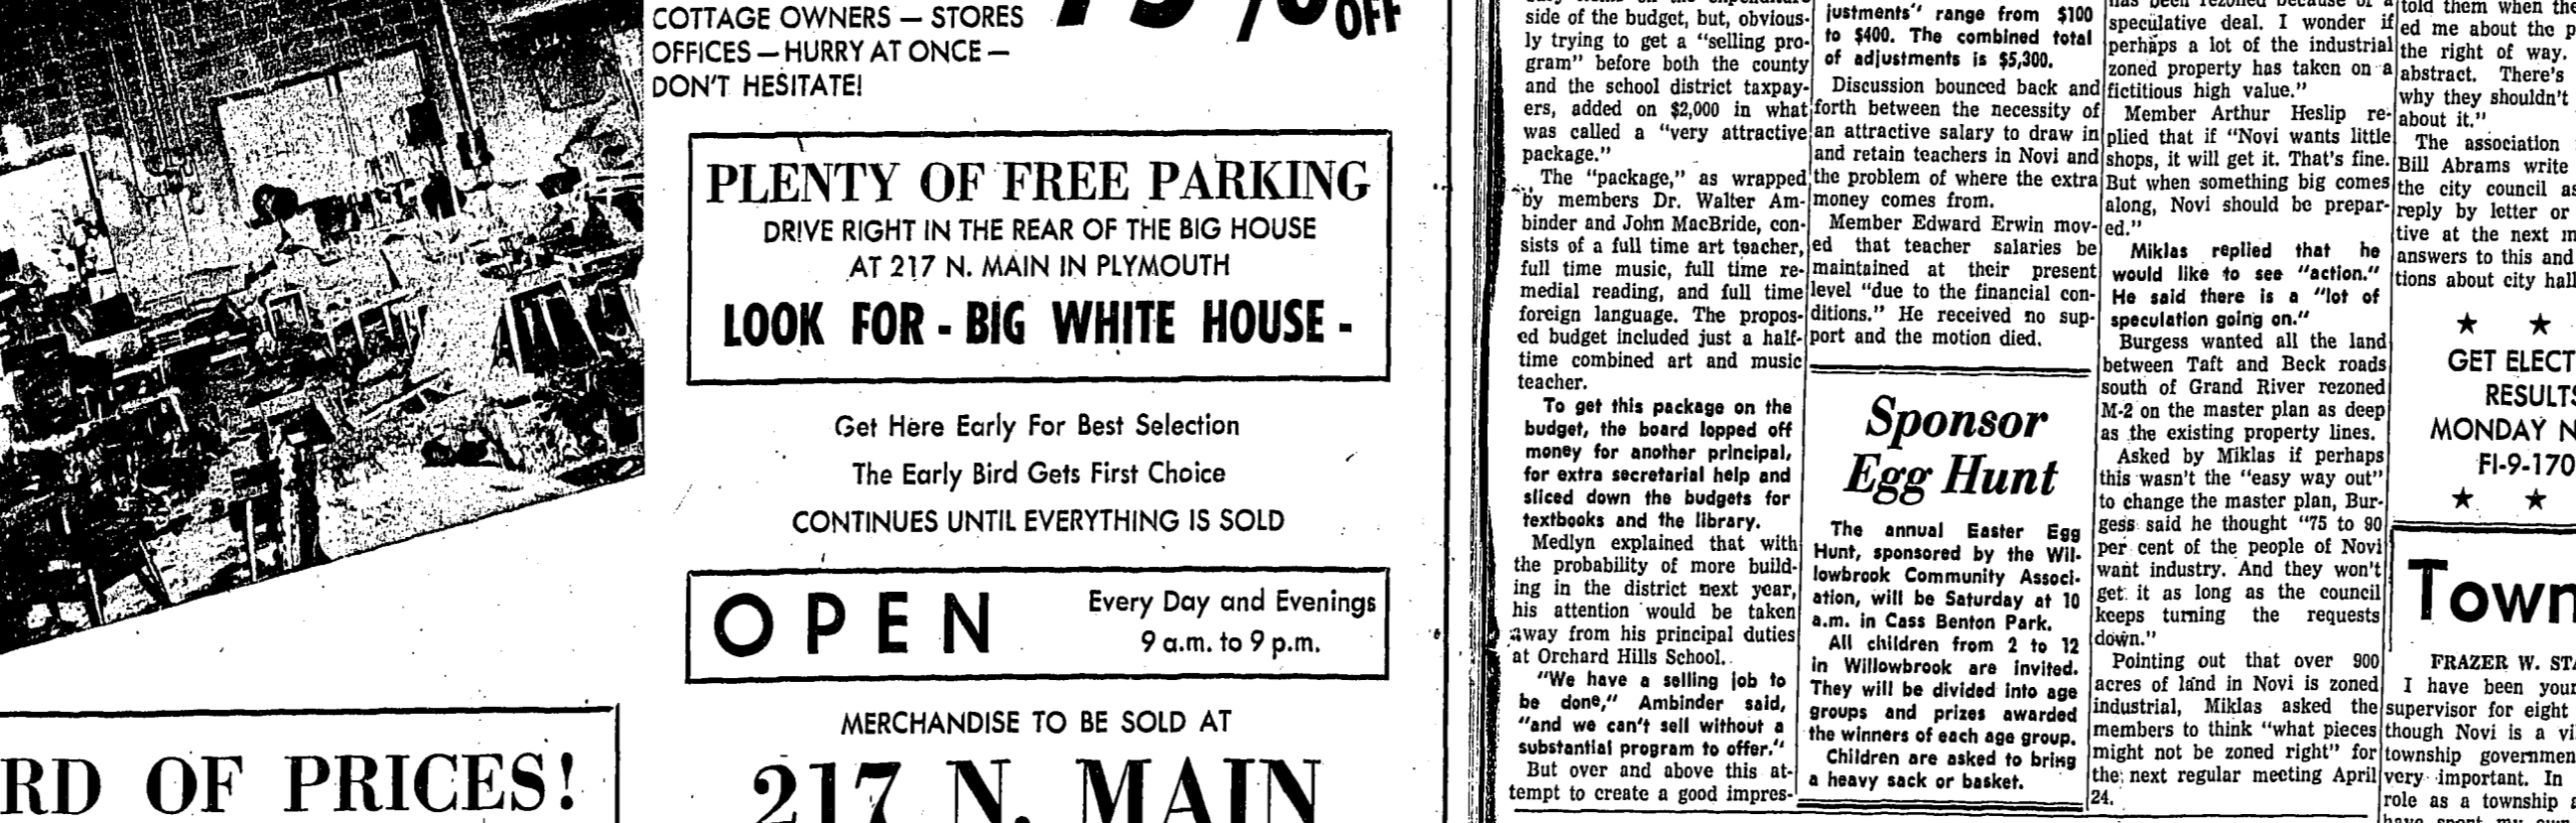 COTTAGE OWNERS — STORES
OFFICES — HURRY AT ONCE —
DON'T HESITATE!
OFF
PLENTY OF FREE PARKING
DRIVE RIGHT IN THE REAR OF THE BIG HOUSE
AT 217 N. MAIN IN PLYMOUTH
LOOK FOR - BIG WHITE HOUSE -
Get Here Early For Best Selection
The Early Bird Gets First Choice
CONTINUES UNTIL EVERYTHING IS SOLD
OPEN
Every Day and Evenings
9 a.m. to 9 p.m.
MERCHANDISE TO BE SOLD AT
217 N. MAIN
RD OF PRICES!
side of the budget, but, obvious-
ly trying to get a "selling pro-
gram" before both the county
and the school district taxpay-
ers, added on $2,000 in what
was called a "very attractive
package."
The "package," as wrapped
by members Dr. Walter Am-
binder and John MacBride, con-
sists of a full time art teacher,
full time music, full time re-
medial reading, and full time
foreign language. The propos-
ed budget included just a half-
time combined art and music
teacher.
To get this package on the
budget, the board lopped off
money for another principal,
for extra secretarial help and
sliced down the budgets for
textbooks and the library.
Medlyn explained that with
the probability of more build-
ing in the district next year,
his attention would be taken
away from his principal duties
at Orchard Hills School.
"We have a selling job to
be done," Ambinder said,
"and we can't sell without a
substantial program to offer."
But over and above this at-
tempt to create a good impres-
justments" range from $100
to $400. The combined total
of adjustments is $5,300.
Discussion bounced back and
forth between the necessity of
an attractive salary to draw in
and retain teachers in Novi and
the problem of where the extra
money comes from.
Member Edward Erwin mov-
ed that teacher salaries be
maintained at their present
level "due to the financial con-
ditions." He received no sup-
port and the motion died.
Sponsor
Egg Hunt
The annual Easter Egg
Hunt, sponsored by the Wil-
lowbrook Community Associ-
ation, will be Saturday at 10
a.m. in Cass Benton Park.
All children from 2 to 12
in Willowbrook are invited.
They will be divided into age
groups and prizes awarded
the winners of each age group.
Children are asked to bring
a heavy sack or basket.
has been rezoned because of a
speculative deal. I wonder if
perhaps a lot of the industrial
zoned property has taken on a
fictitious high value."
Member Arthur Heslip re-
plied that if "Novi wants little
shops, it will get it. That's fine.
But when something big comes
along, Novi should be prepar-
ed."
Miklas replied that he
would like to see "action."
He said there is a "lot of
speculation going on."
Burgess wanted all the land
between Taft and Beck roads
south of Grand River rezoned
M-2 on the master plan as deep
as the existing property lines.
Asked by Miklas if perhaps
this wasn't the "easy way out"
to change the master plan, Bur-
gess said he thought "75 to 90
per cent of the people of Novi
want industry. And they won't
get it as long as the council
keeps turning the requests
down."
Pointing out that over 900
acres of land in Novi is zoned
industrial, Miklas asked the
members to think "what pieces
might not be zoned right" for
the next regular meeting April
24.
told them when the
ed me about the p
the right of way.
abstract. There's
why they shouldn't
about it."
The association
Bill Abrams write
the city council as
reply by letter or
tive at the next m
answers to this and
tions about city hall
★ ★
GET ELECT
RESULTS
MONDAY N
FI-9-170
★ ★
Town
FRAZER W. STA
I have been your
supervisor for eight
though Novi is a vi
township governmen
very important. In
role as a township a